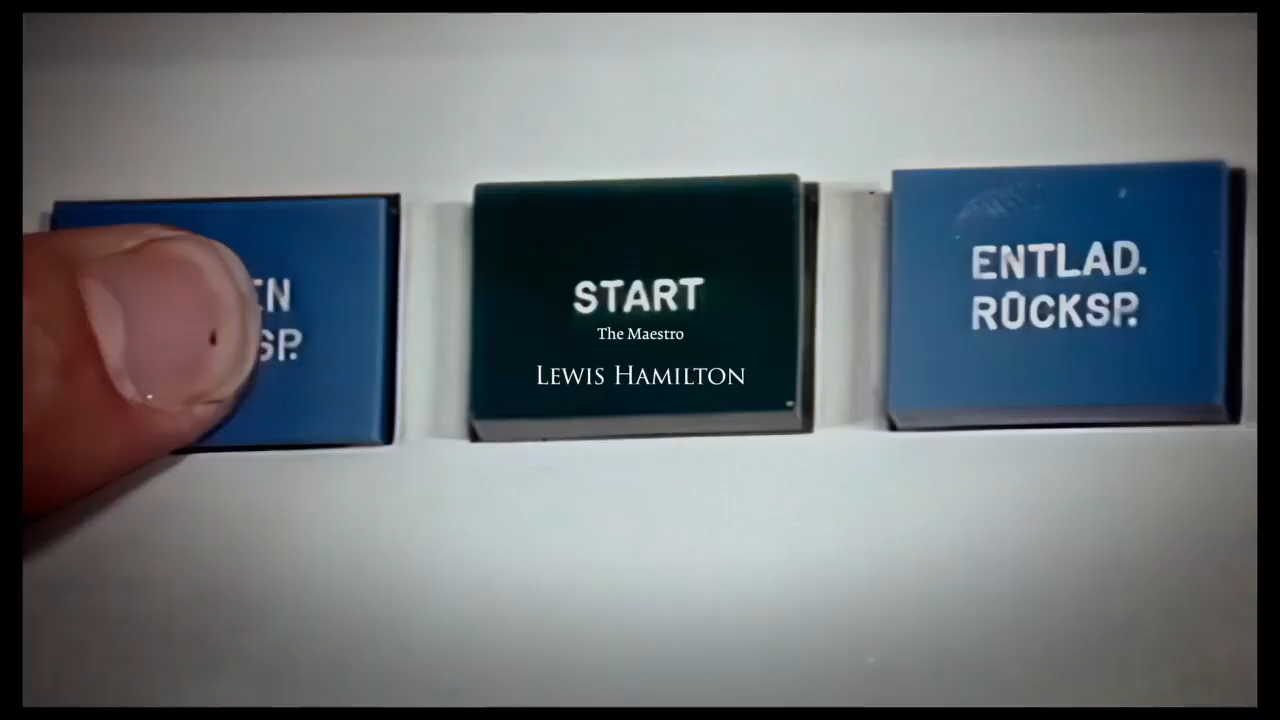 START
The Maestro
LEWIS HAMILTON
ENTLAD.
RÜCKSP.